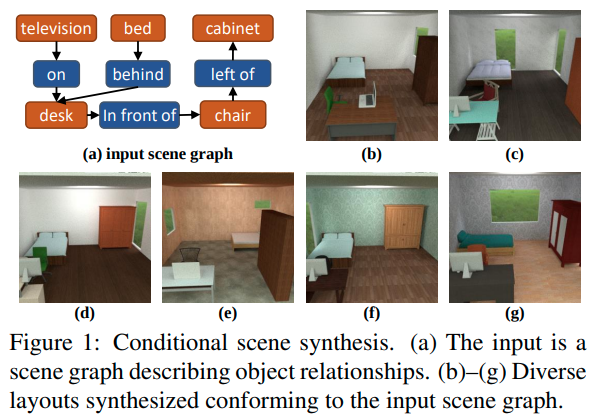 television bed cabinet
on behind left of
desk In front of chair
(a) input scene graph (b) (c)
(d) (e) (f) (g)
Figure 1: Conditional scene synthesis. (a) The input is a
scene graph describing object relationships. (b)–(g) Diverse
layouts synthesized conforming to the input scene graph.